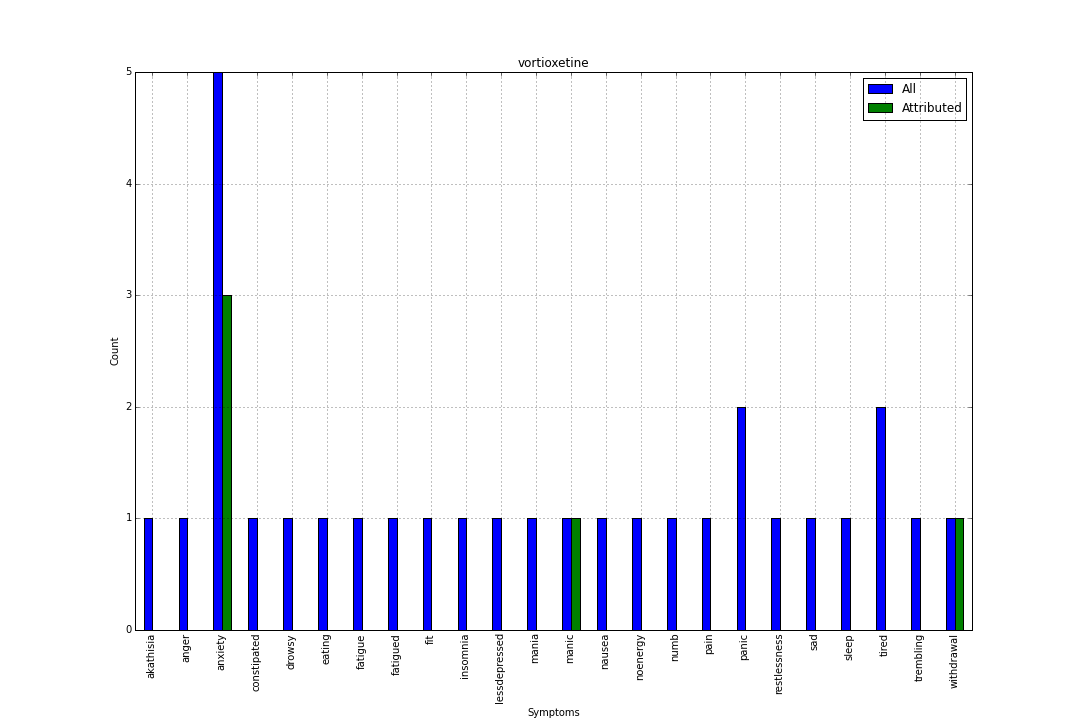 vortioxetine
All
Attributed
5
4
3
2
1
0
Count
akathisia
anger
anxiety
constipated
drowsy
eating
fatigue
fatigued
fit
insomnia
lessdepressed
mania
manic
nausea
noenergy
numb
pain
panic
restlessness
sad
sleep
tired
trembling
withdrawal
Symptoms